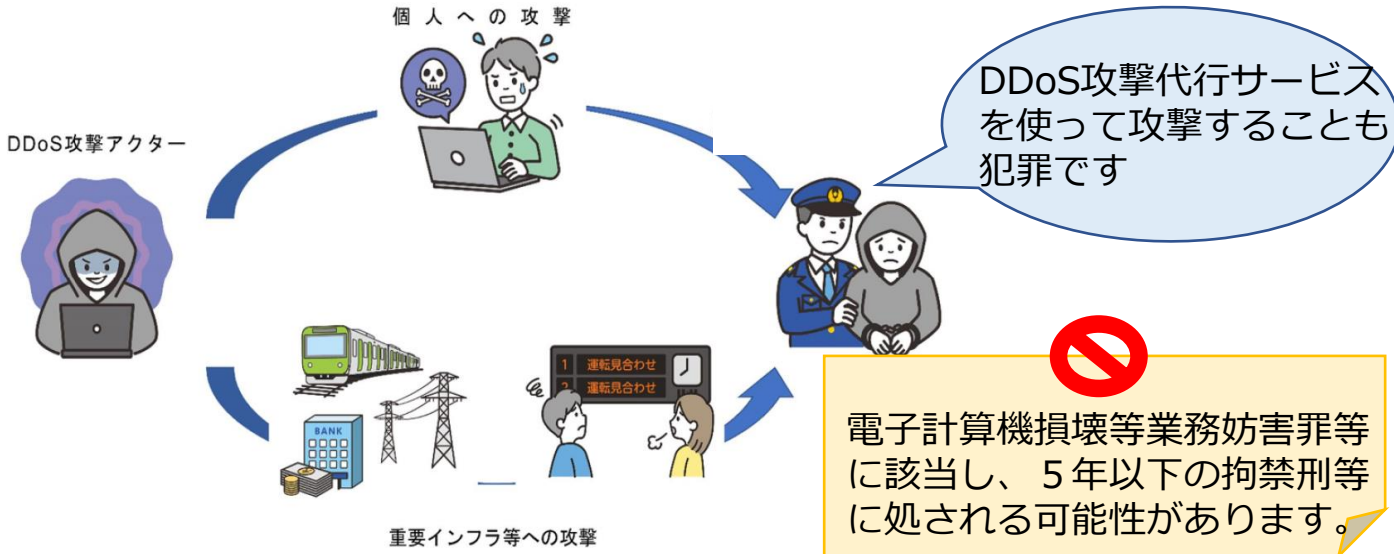 個人への攻撃
DDoS攻撃代行サービス
を使って攻撃することも
犯罪です
DDoS攻撃アクター
1 運転見合わせ
2 運転見合わせ
BANK
電子計算機損壊等業務妨害罪等
に該当し、５年以下の拘禁刑等
に処される可能性があります。
重要インフラ等への攻撃